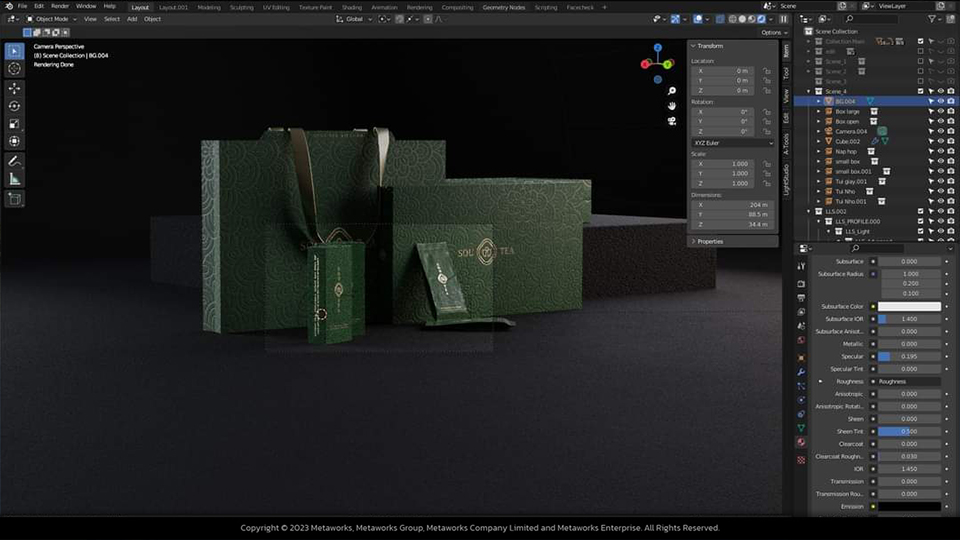 File Edit Render Window Help Layout Layout.001 Modeling Sculpting UV Editing Texture Paint Shading Animation Rendering Compositing Geometry Nodes Scripting Facecheck Scene ViewLayer
Object Mode View Select Add Object Global
Options
Camera Perspective
(8) Scene Collection | BG.004
Rendering Done
SOU TEA
Transform
Location:
X 0 m
Y 0 m
Z 0 m
Rotation:
X 0°
Y 0°
Z 0°
XYZ Euler
Scale:
X 1.000
Y 1.000
Z 1.000
Dimensions:
X 204 m
Y 88.5 m
Z 34.4 m
Properties
Item
Tool
View
Edit
A-Tools
LightStudio
Scene Collection
edit
Scene_1
Scene_2
Scene_3
Scene_4
BG.004
Box large
Box open
Camera.004
Cube.002
Nap hop
small box
small box.001
Tui giay.001
Tui Nho
Tui Nho.001
LLS.002
LLS_PROFILE.000
LLS_Light
Subsurface 0.000
Subsurface Radius 1.000
0.200
0.100
Subsurface Color
Subsurface IOR 1.400
Subsurface Anisot... 0.000
Metallic 0.000
Specular 0.195
Specular Tint 0.000
Roughness Roughness
Anisotropic 0.000
Anisotropic Rotati... 0.000
Sheen 0.000
Sheen Tint 0.500
Clearcoat 0.000
Clearcoat Roughn... 0.030
IOR 1.450
Transmission 0.000
Transmission Rou... 0.000
Emission
Copyright © 2023 Metaworks, Metaworks Group, Metaworks Company Limited and Metaworks Enterprise. All Rights Reserved.